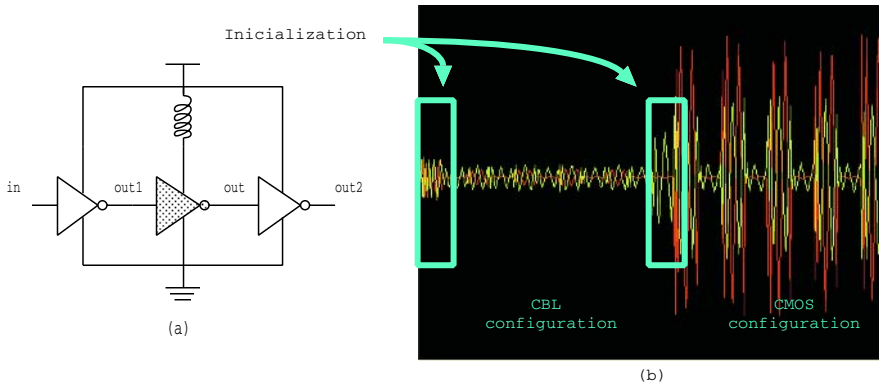 Inicialization
in
out1
out
out2
(a)
CBL
configuration
CMOS
configuration
(b)